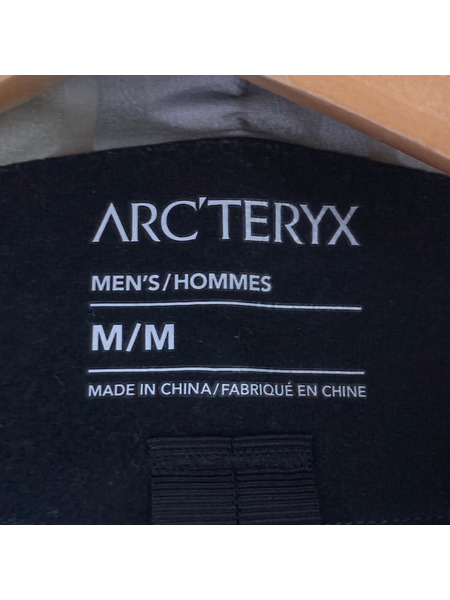 ARC'TERYX
MEN'S/HOMMES
M/M
MADE IN CHINA/FABRIQUÉ EN CHINE